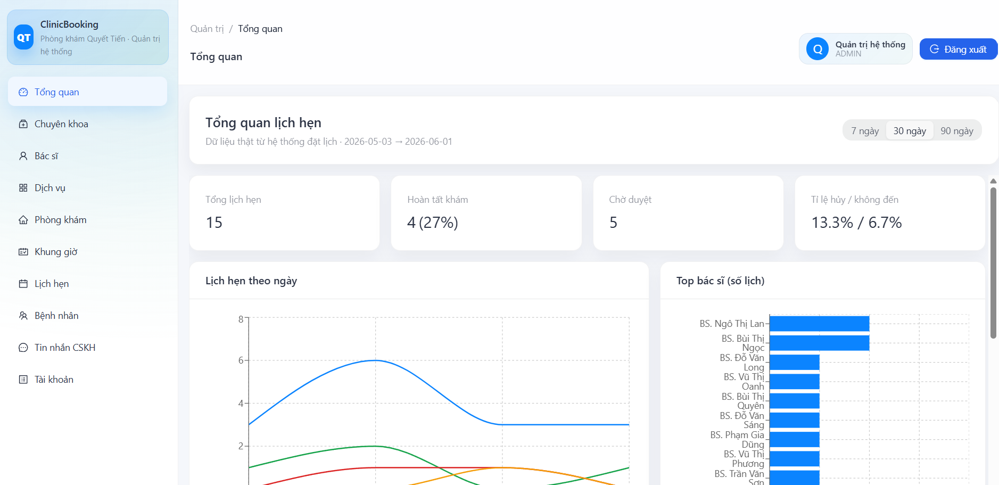 QT
ClinicBooking
Phòng khám Quyết Tiến · Quản trị
hệ thống
Tổng quan
Chuyên khoa
Bác sĩ
Dịch vụ
Phòng khám
Khung giờ
Lịch hẹn
Bệnh nhân
Tin nhắn CSKH
Tài khoản
Quản trị / Tổng quan
Tổng quan
Q
Quản trị hệ thống
ADMIN
Đăng xuất
Tổng quan lịch hẹn
Dữ liệu thật từ hệ thống đặt lịch · 2026-05-03 → 2026-06-01
7 ngày
30 ngày
90 ngày
Tổng lịch hẹn
15
Hoàn tất khám
4 (27%)
Chờ duyệt
5
Tỉ lệ hủy / không đến
13.3% / 6.7%
Lịch hẹn theo ngày
8
6
4
2
Top bác sĩ (số lịch)
BS. Ngô Thị Lan
BS. Bùi Thị
Ngọc
BS. Đỗ Văn
Long
BS. Vũ Thị
Oanh
BS. Bùi Thị
Quyên
BS. Đỗ Văn
Sáng
BS. Phạm Gia
Dũng
BS. Vũ Thị
Phương
BS. Trần Văn
Sơn